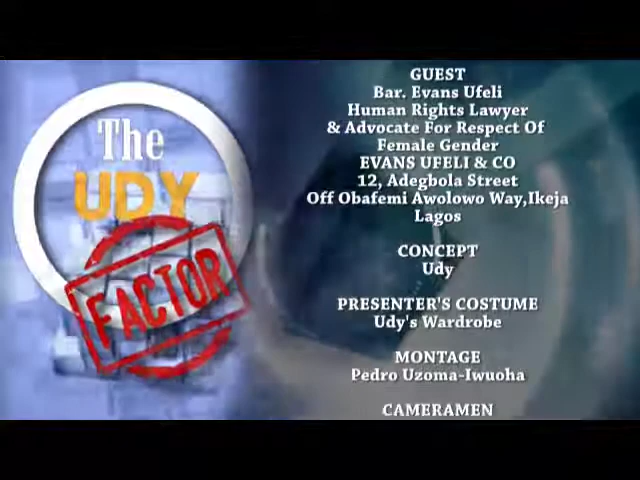 The
UDY
FACTOR
GUEST
Bar. Evans Ufeli
Human Rights Lawyer
& Advocate For Respect Of
Female Gender
EVANS UFELI & CO
12, Adegbola Street
Off Obafemi Awolowo Way,Ikeja
Lagos
CONCEPT
Udy
PRESENTER'S COSTUME
Udy's Wardrobe
MONTAGE
Pedro Uzoma-Iwuoha
CAMERAMEN